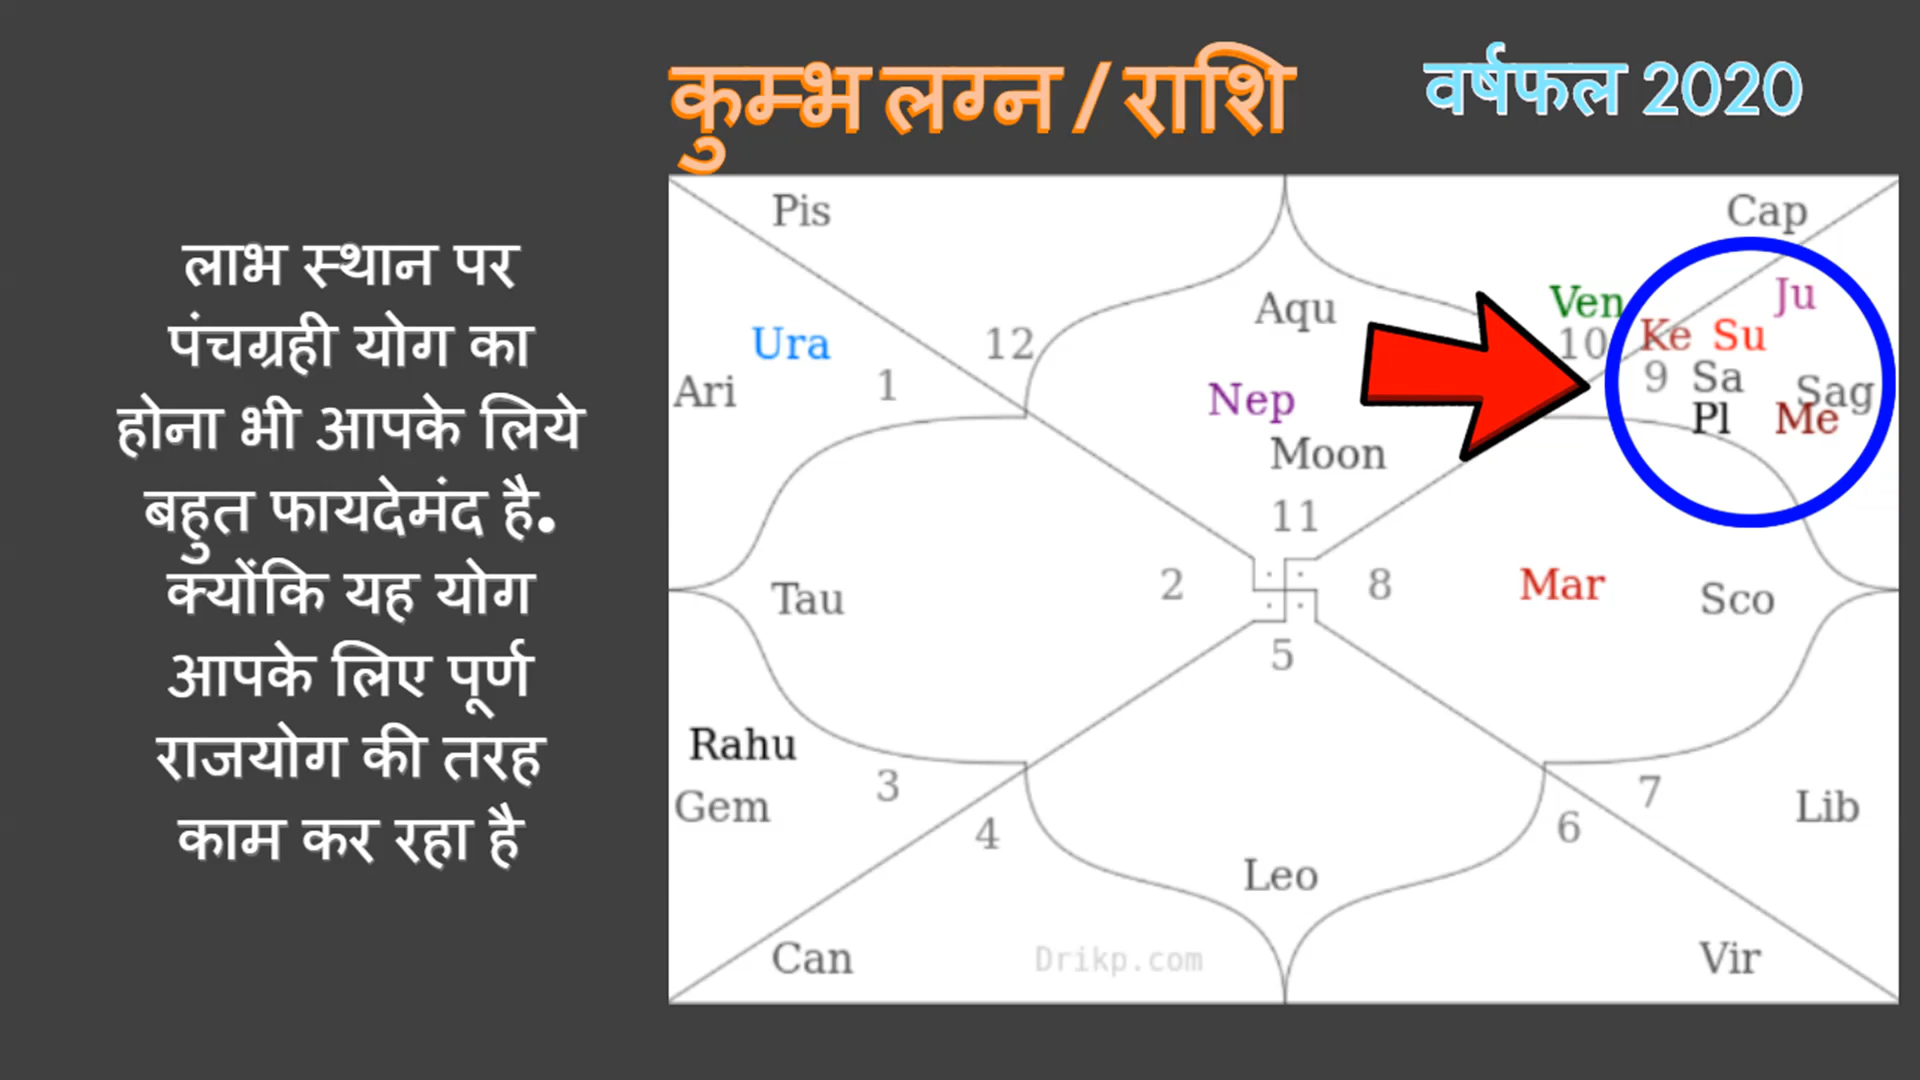 कुम्भ लग्न / राशि
वर्षफल 2020
लाभ स्थान पर
पंचग्रही योग का
होना भी आपके लिये
बहुत फायदेमंद है.
क्योंकि यह योग
आपके लिए पूर्ण
राजयोग की तरह
काम कर रहा है
Pis
Cap
Aqu
Ven
Ju
Ura
12
10
Ke Su
Ari
1
Nep
9
Sa
Sag
Pl
Me
Moon
11
Tau
2
8
Mar
Sco
5
Rahu
Gem
3
4
6
7
Lib
Leo
Can
Drikp.com
Vir